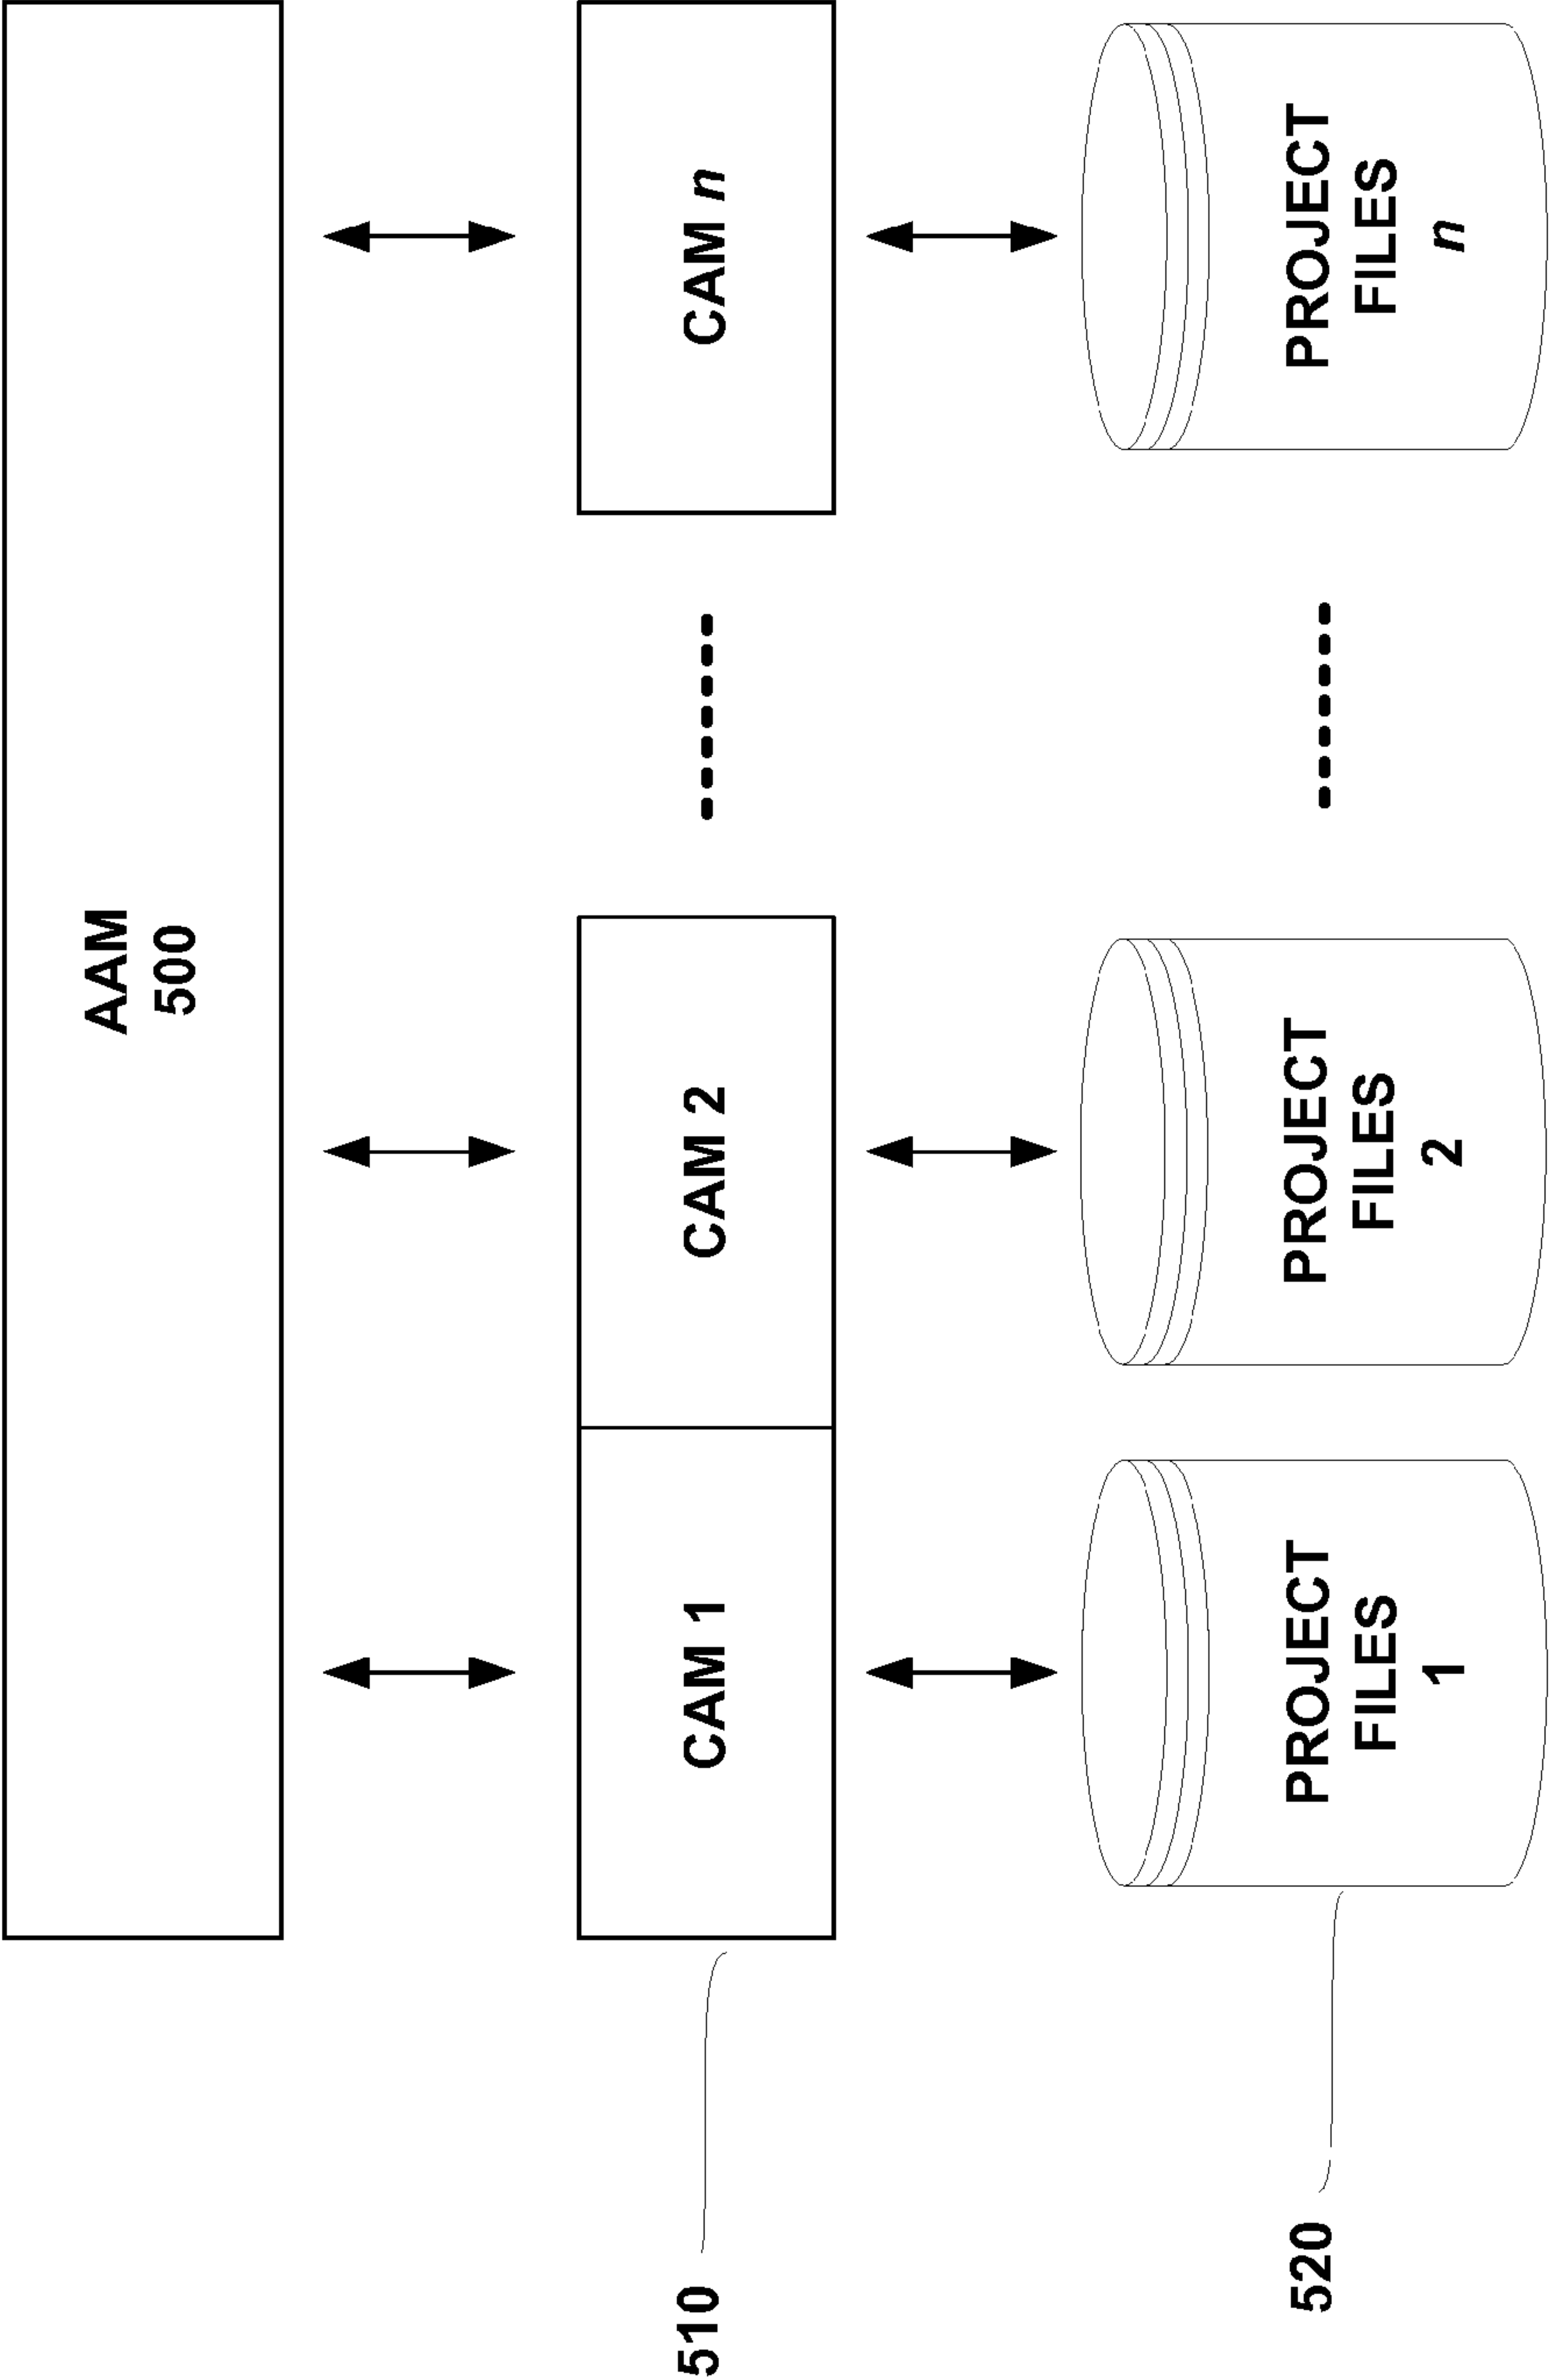 AAM
500
CAM 1
CAM 2
CAM n
510
PROJECT
FILES
1
PROJECT
FILES
2
PROJECT
FILES
n
520